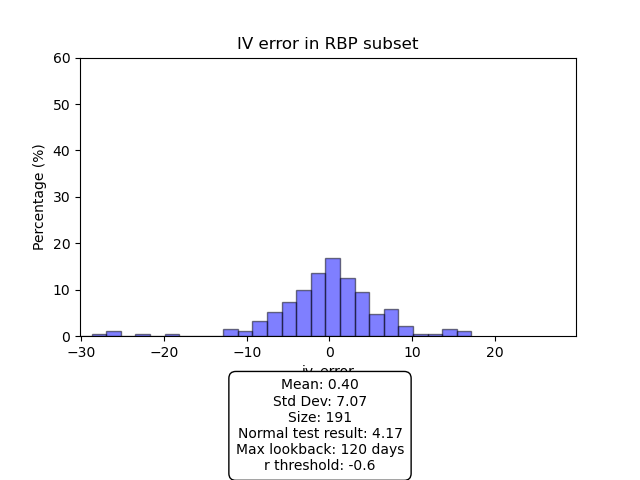 IV error in RBP subset
60
50
40
30
20
10
0
Percentage (%)
−30
−20
−10
0
10
20
iv_error
Mean: 0.40
Std Dev: 7.07
Size: 191
Normal test result: 4.17
Max lookback: 120 days
r threshold: -0.6